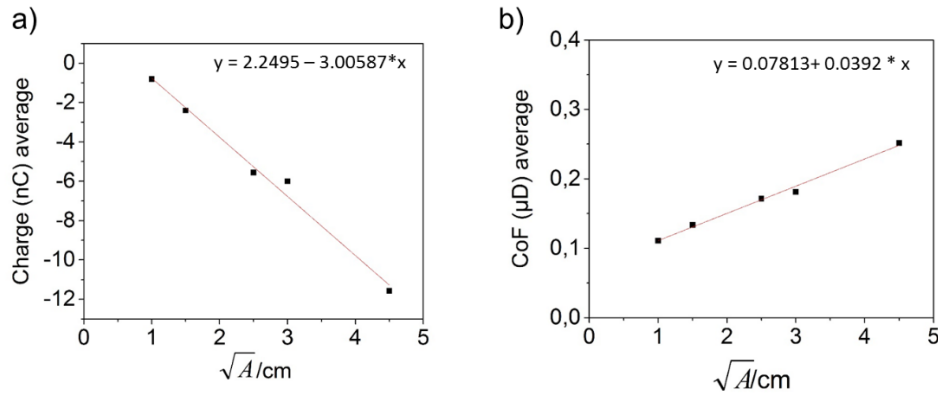 a)
y = 2.2495 – 3.00587*x
Charge (nC) average
0
-2
-4
-6
-8
-10
-12
0 1 2 3 4 5
√A/cm
b)
y = 0.07813+ 0.0392 * x
CoF (µD) average
0,4
0,3
0,2
0,1
0,0
0 1 2 3 4 5
√A/cm